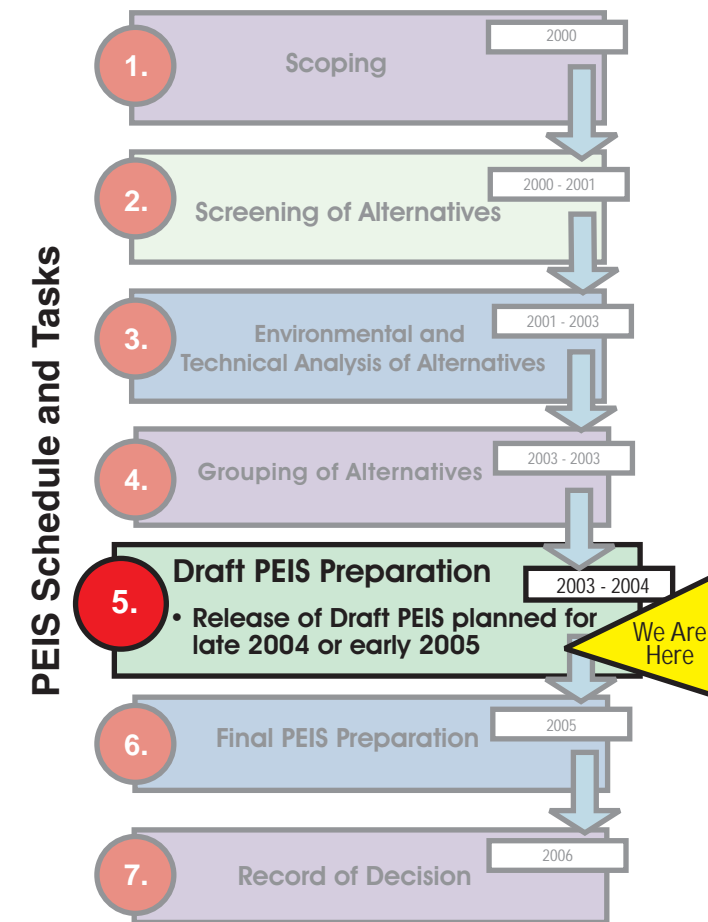 PEIS Schedule and Tasks
1.
Scoping
2000
2.
Screening of Alternatives
2000 - 2001
3.
Environmental and
Technical Analysis of Alternatives
2001 - 2003
4.
Grouping of Alternatives
2003 - 2003
5.
Draft PEIS Preparation
2003 - 2004
• Release of Draft PEIS planned for
late 2004 or early 2005
We Are
Here
6.
Final PEIS Preparation
2005
7.
Record of Decision
2006